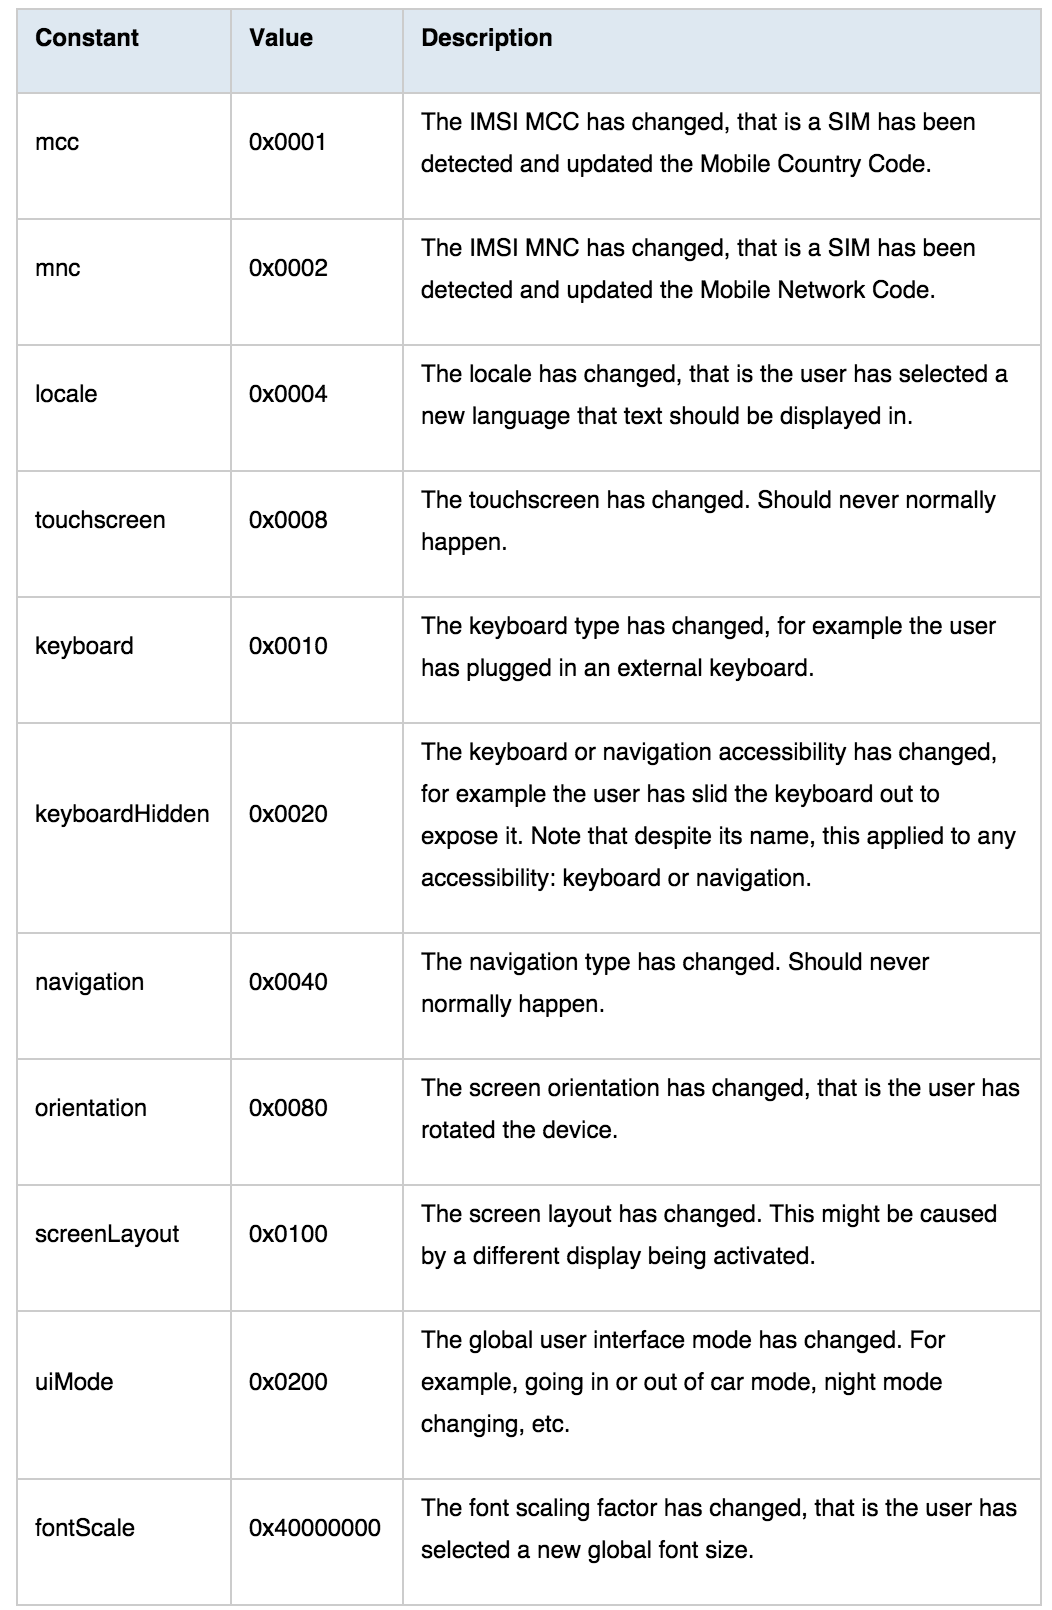 Constant Value Description
mcc 0x0001 The IMSI MCC has changed, that is a SIM has been
detected and updated the Mobile Country Code.
mnc 0x0002 The IMSI MNC has changed, that is a SIM has been
detected and updated the Mobile Network Code.
locale 0x0004 The locale has changed, that is the user has selected a
new language that text should be displayed in.
touchscreen 0x0008 The touchscreen has changed. Should never normally
happen.
keyboard 0x0010 The keyboard type has changed, for example the user
has plugged in an external keyboard.
keyboardHidden 0x0020 The keyboard or navigation accessibility has changed,
for example the user has slid the keyboard out to
expose it. Note that despite its name, this applied to any
accessibility: keyboard or navigation.
navigation 0x0040 The navigation type has changed. Should never
normally happen.
orientation 0x0080 The screen orientation has changed, that is the user has
rotated the device.
screenLayout 0x0100 The screen layout has changed. This might be caused
by a different display being activated.
uiMode 0x0200 The global user interface mode has changed. For
example, going in or out of car mode, night mode
changing, etc.
fontScale 0x40000000 The font scaling factor has changed, that is the user has
selected a new global font size.